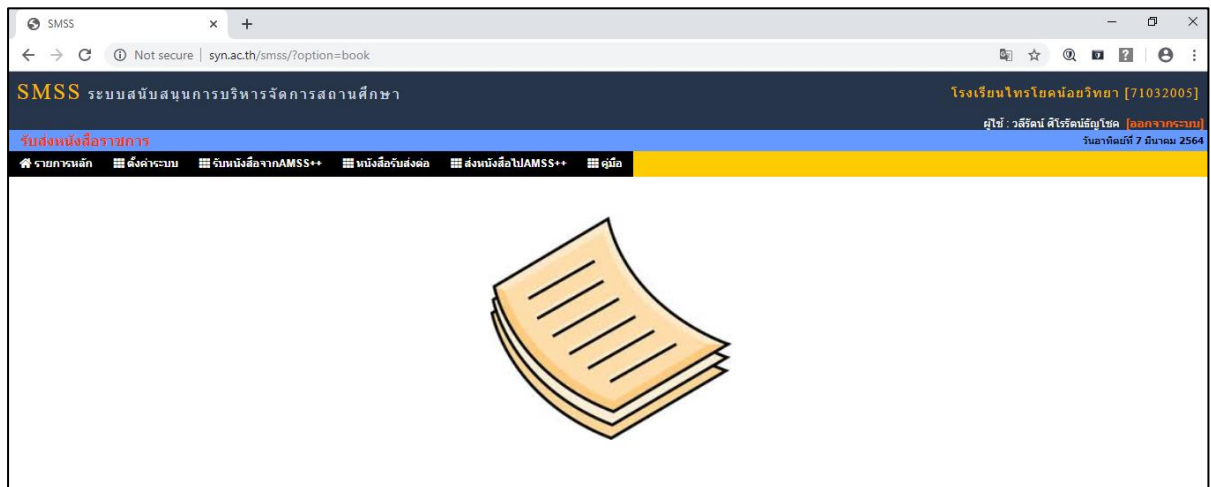 SMSS
Not secure | syn.ac.th/smss/?option=book
SMSS ระบบสนับสนุนการบริหารจัดการสถานศึกษา
โรงเรียนไทรโยคน้อยวิทยา [71032005]
ผู้ใช้ : วลีรัตน์ ศิโรรัตน์ธัญโชค [ออกจากระบบ]
รับส่งหนังสือราชการ
วันอาทิตย์ที่ 7 มีนาคม 2564
รายการหลัก ตั้งค่าระบบ รับหนังสือจากAMSS++ หนังสือรับส่งต่อ ส่งหนังสือไปAMSS++ คู่มือ